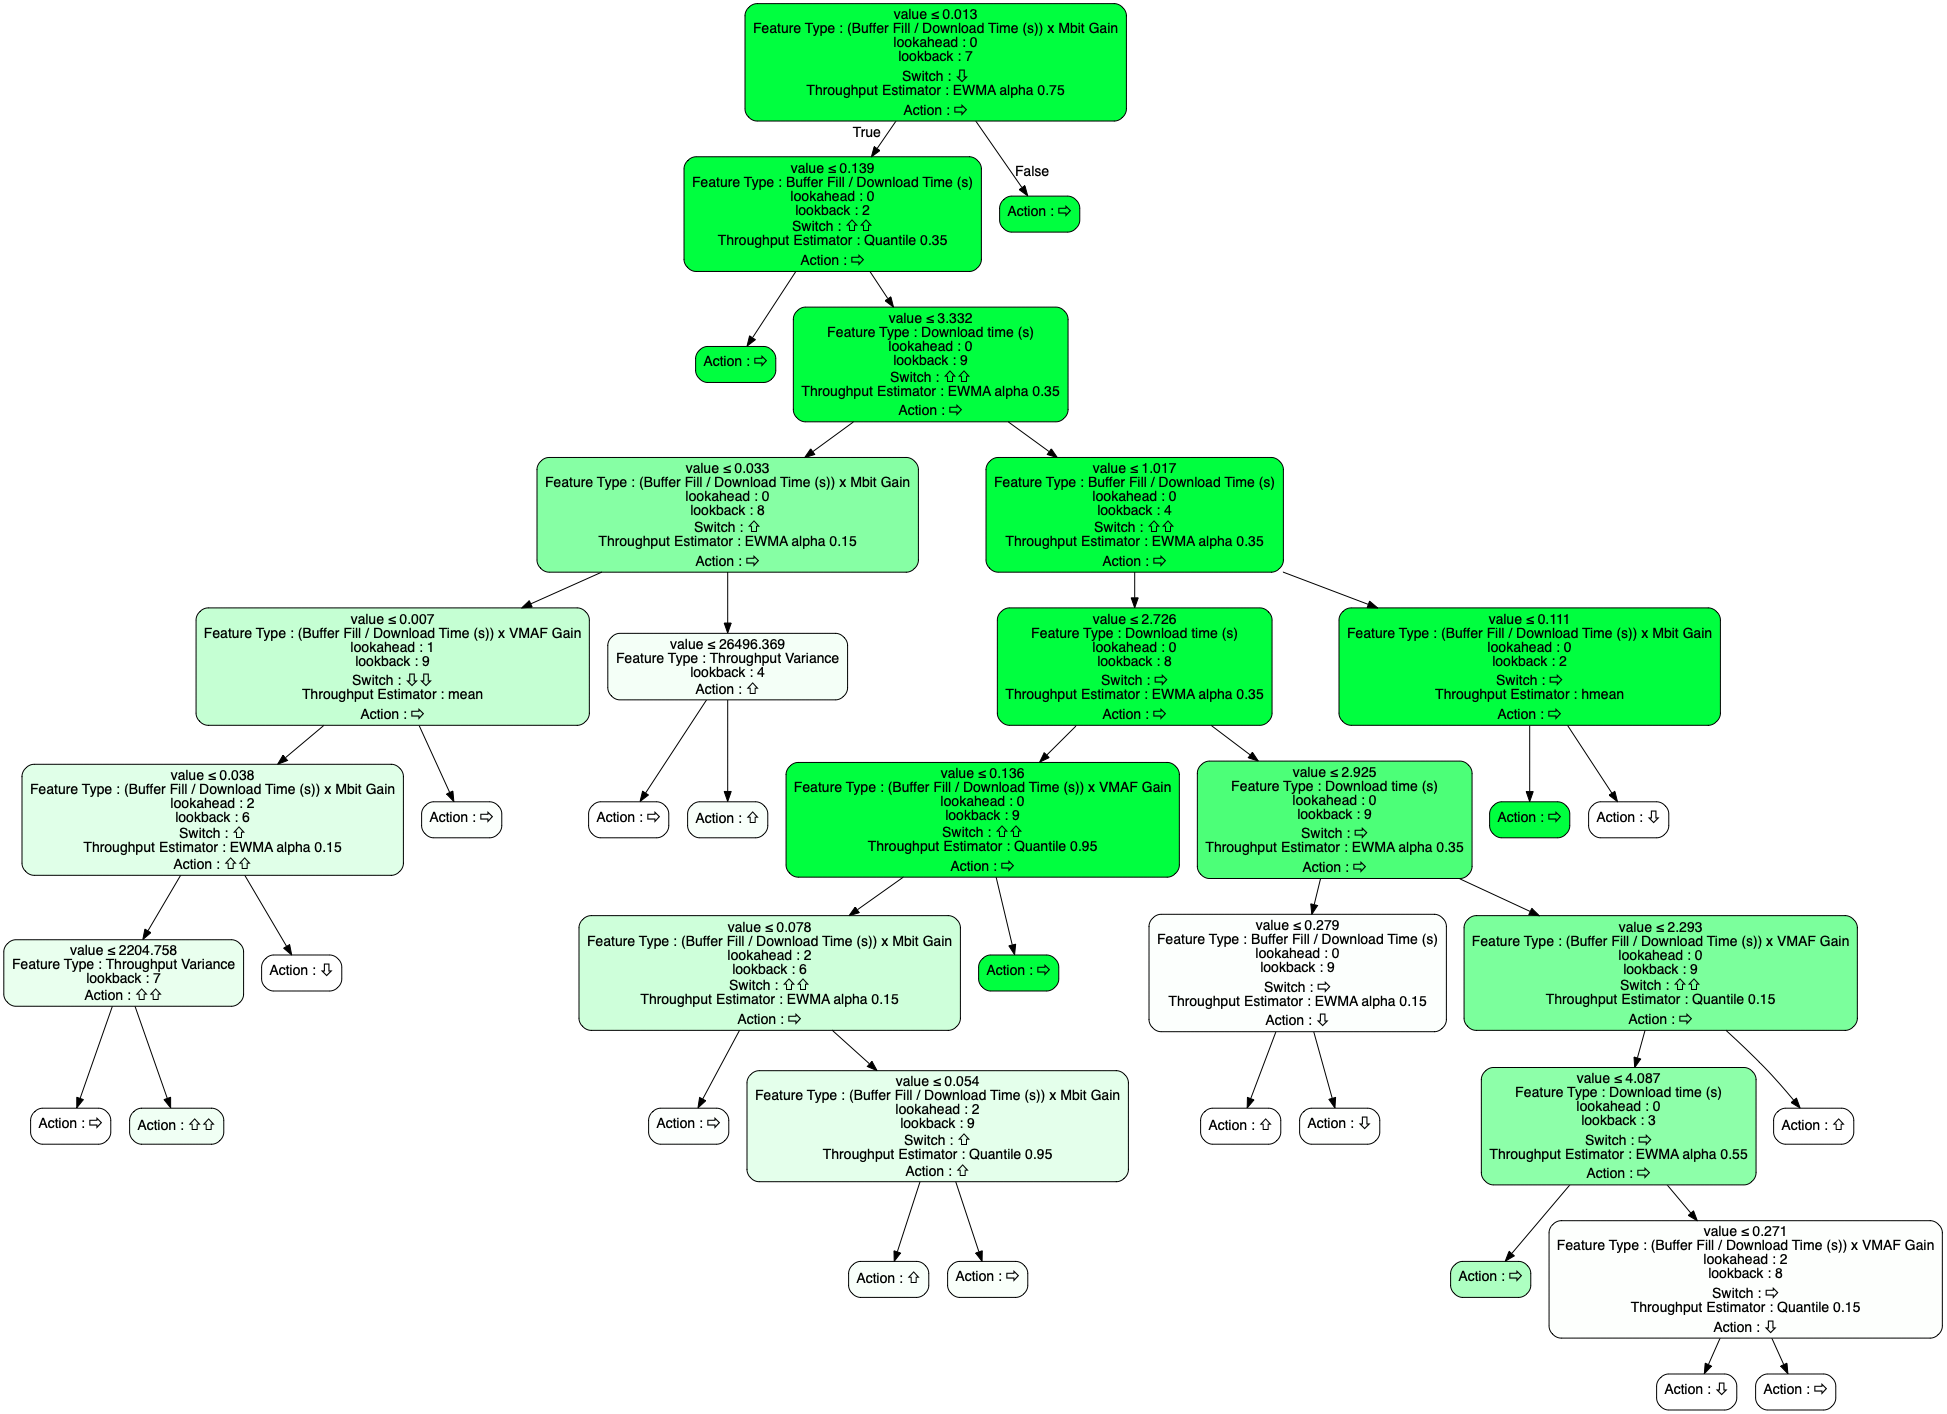 value ≤ 0.013
Feature Type : (Buffer Fill / Download Time (s)) x Mbit Gain
lookahead : 0
lookback : 7
Switch : ⇩
Throughput Estimator : EWMA alpha 0.75
Action : ⇨
True
False
value ≤ 0.139
Feature Type : Buffer Fill / Download Time (s)
lookahead : 0
lookback : 2
Switch : ⇧⇧
Throughput Estimator : Quantile 0.35
Action : ⇨
Action : ⇨
Action : ⇨
value ≤ 3.332
Feature Type : Download time (s)
lookahead : 0
lookback : 9
Switch : ⇧⇧
Throughput Estimator : EWMA alpha 0.35
Action : ⇨
value ≤ 0.033
Feature Type : (Buffer Fill / Download Time (s)) x Mbit Gain
lookahead : 0
lookback : 8
Switch : ⇧
Throughput Estimator : EWMA alpha 0.15
Action : ⇨
value ≤ 1.017
Feature Type : Buffer Fill / Download Time (s)
lookahead : 0
lookback : 4
Switch : ⇧⇧
Throughput Estimator : EWMA alpha 0.35
Action : ⇨
value ≤ 0.007
Feature Type : (Buffer Fill / Download Time (s)) x VMAF Gain
lookahead : 1
lookback : 9
Switch : ⇩⇩
Throughput Estimator : mean
Action : ⇨
value ≤ 26496.369
Feature Type : Throughput Variance
lookback : 4
Action : ⇧
value ≤ 2.726
Feature Type : Download time (s)
lookahead : 0
lookback : 8
Switch : ⇨
Throughput Estimator : EWMA alpha 0.35
Action : ⇨
value ≤ 0.111
Feature Type : (Buffer Fill / Download Time (s)) x Mbit Gain
lookahead : 0
lookback : 2
Switch : ⇨
Throughput Estimator : hmean
Action : ⇨
value ≤ 0.038
Feature Type : (Buffer Fill / Download Time (s)) x Mbit Gain
lookahead : 2
lookback : 6
Switch : ⇧
Throughput Estimator : EWMA alpha 0.15
Action : ⇧⇧
Action : ⇨
Action : ⇨
Action : ⇧
value ≤ 0.136
Feature Type : (Buffer Fill / Download Time (s)) x VMAF Gain
lookahead : 0
lookback : 9
Switch : ⇧⇧
Throughput Estimator : Quantile 0.95
Action : ⇨
value ≤ 2.925
Feature Type : Download time (s)
lookahead : 0
lookback : 9
Switch : ⇨
Throughput Estimator : EWMA alpha 0.35
Action : ⇨
Action : ⇨
Action : ⇩
value ≤ 2204.758
Feature Type : Throughput Variance
lookback : 7
Action : ⇧⇧
Action : ⇩
value ≤ 0.078
Feature Type : (Buffer Fill / Download Time (s)) x Mbit Gain
lookahead : 2
lookback : 6
Switch : ⇧⇧
Throughput Estimator : EWMA alpha 0.15
Action : ⇨
Action : ⇨
value ≤ 0.279
Feature Type : Buffer Fill / Download Time (s)
lookahead : 0
lookback : 9
Switch : ⇨
Throughput Estimator : EWMA alpha 0.15
Action : ⇩
value ≤ 2.293
Feature Type : (Buffer Fill / Download Time (s)) x VMAF Gain
lookahead : 0
lookback : 9
Switch : ⇧⇧
Throughput Estimator : Quantile 0.15
Action : ⇨
Action : ⇨
Action : ⇧⇧
Action : ⇨
value ≤ 0.054
Feature Type : (Buffer Fill / Download Time (s)) x Mbit Gain
lookahead : 2
lookback : 9
Switch : ⇧
Throughput Estimator : Quantile 0.95
Action : ⇧
Action : ⇧
Action : ⇩
value ≤ 4.087
Feature Type : Download time (s)
lookahead : 0
lookback : 3
Switch : ⇨
Throughput Estimator : EWMA alpha 0.55
Action : ⇨
Action : ⇧
Action : ⇧
Action : ⇨
Action : ⇨
value ≤ 0.271
Feature Type : (Buffer Fill / Download Time (s)) x VMAF Gain
lookahead : 2
lookback : 8
Switch : ⇨
Throughput Estimator : Quantile 0.15
Action : ⇩
Action : ⇩
Action : ⇨